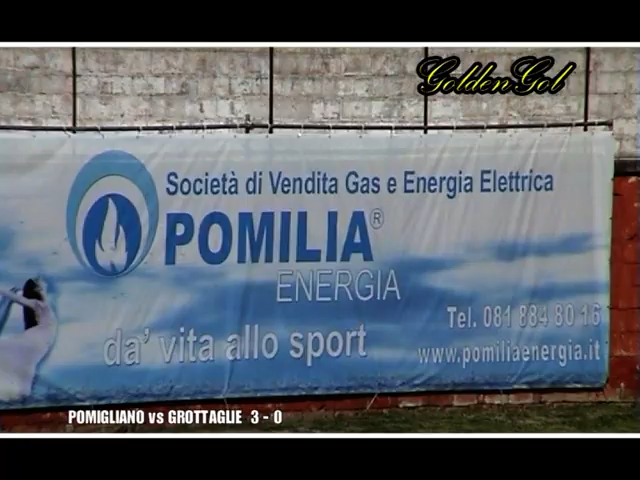 GoldenGol
Società di Vendita Gas e Energia Elettrica
POMILIA®
ENERGIA
da' vita allo sport
Tel. 081 884 80 16
www.pomiliaenergia.it
POMIGLIANO vs GROTTAGLIE 3 - 0